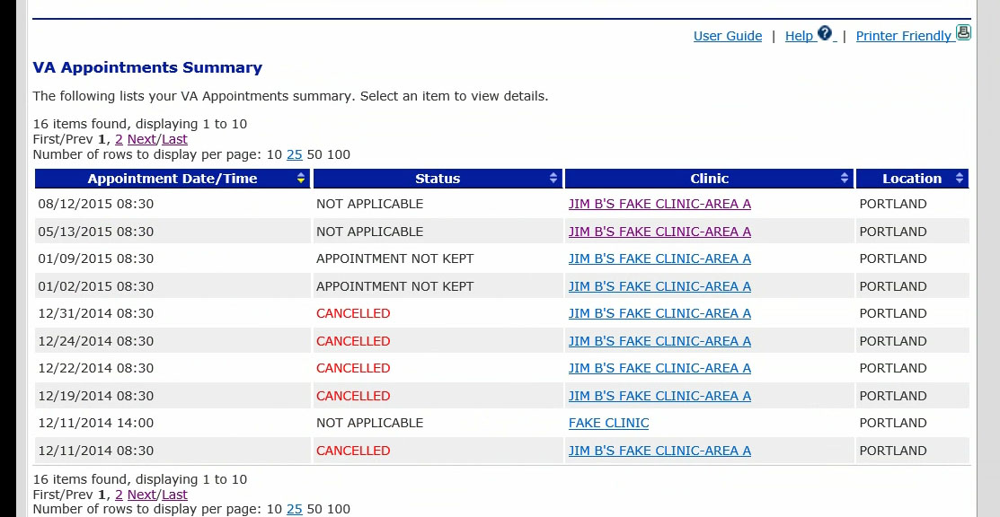 User Guide | Help ? | Printer Friendly
VA Appointments Summary
The following lists your VA Appointments summary. Select an item to view details.
16 items found, displaying 1 to 10
First/Prev 1, 2 Next/Last
Number of rows to display per page: 10 25 50 100
Appointment Date/Time Status Clinic Location
08/12/2015 08:30 NOT APPLICABLE JIM B'S FAKE CLINIC-AREA A PORTLAND
05/13/2015 08:30 NOT APPLICABLE JIM B'S FAKE CLINIC-AREA A PORTLAND
01/09/2015 08:30 APPOINTMENT NOT KEPT JIM B'S FAKE CLINIC-AREA A PORTLAND
01/02/2015 08:30 APPOINTMENT NOT KEPT JIM B'S FAKE CLINIC-AREA A PORTLAND
12/31/2014 08:30 CANCELLED JIM B'S FAKE CLINIC-AREA A PORTLAND
12/24/2014 08:30 CANCELLED JIM B'S FAKE CLINIC-AREA A PORTLAND
12/22/2014 08:30 CANCELLED JIM B'S FAKE CLINIC-AREA A PORTLAND
12/19/2014 08:30 CANCELLED JIM B'S FAKE CLINIC-AREA A PORTLAND
12/11/2014 14:00 NOT APPLICABLE FAKE CLINIC PORTLAND
12/11/2014 08:30 CANCELLED JIM B'S FAKE CLINIC-AREA A PORTLAND
16 items found, displaying 1 to 10
First/Prev 1, 2 Next/Last
Number of rows to display per page: 10 25 50 100